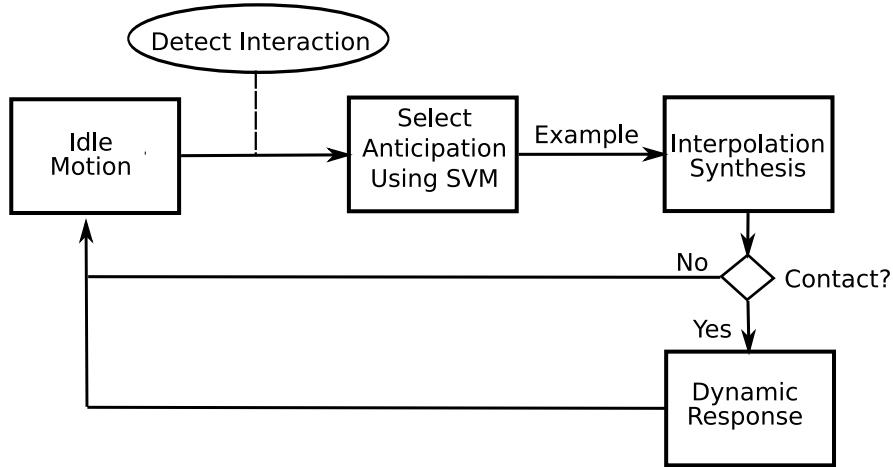 Detect Interaction
Idle
Motion
Select
Anticipation
Using SVM
Example
Interpolation
Synthesis
No
Contact?
Yes
Dynamic
Response